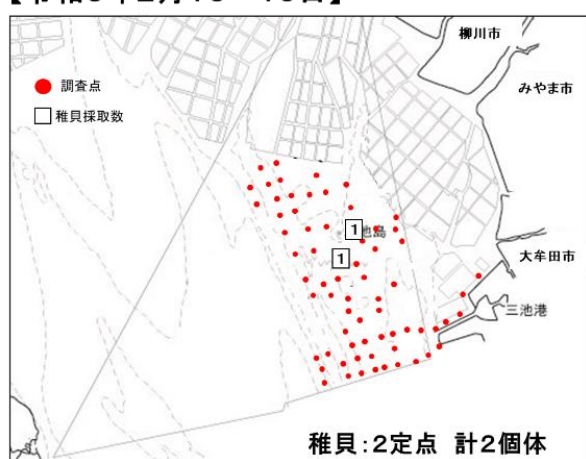 柳川市
みやま市
調査点
稚貝採取数
1
池島
1
大牟田市
三池港
稚貝:2定点 計2個体